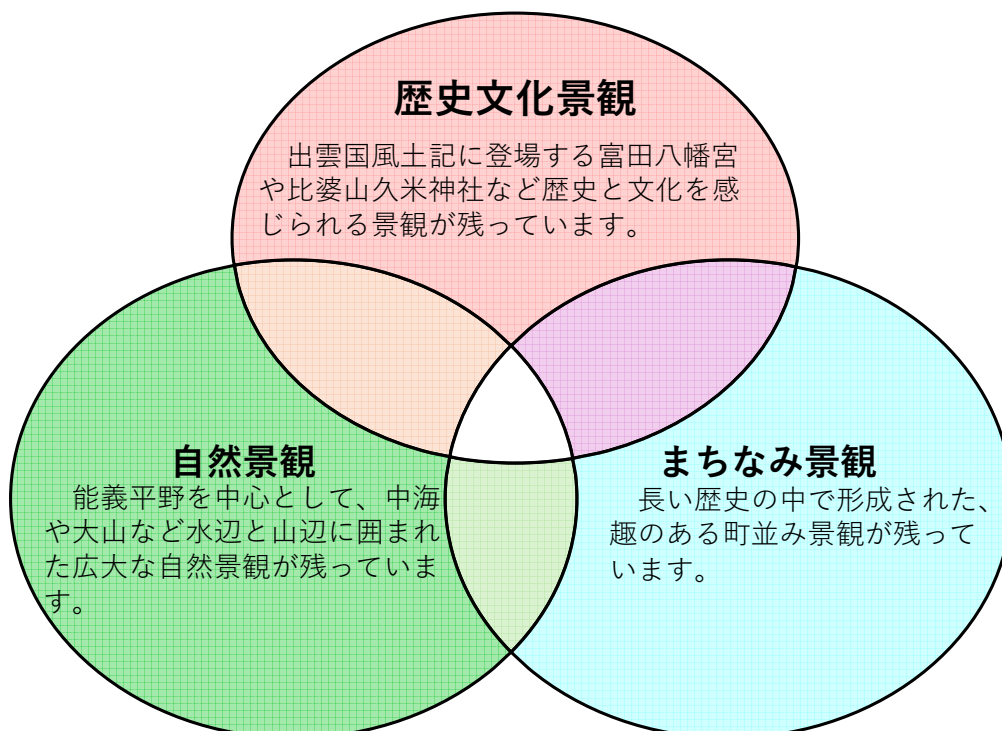 歴史文化景観
出雲国風土記に登場する富田八幡宮
や比婆山久米神社など歴史と文化を感
じられる景観が残っています。
自然景観
能義平野を中心として、中海
や大山など水辺と山辺に囲まれ
た広大な自然景観が残っていま
す。
まちなみ景観
長い歴史の中で形成された、
趣のある町並み景観が残って
います。